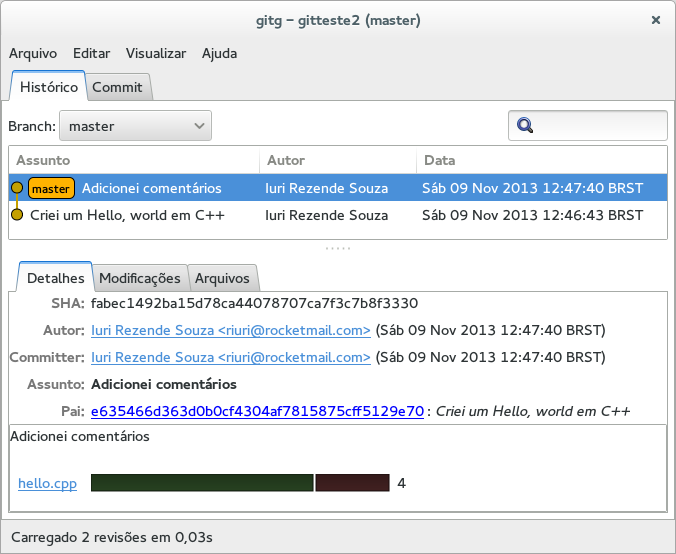 gitg – gitteste2 (master)
Arquivo Editar Visualizar Ajuda
Histórico Commit
Branch: master
Assunto Autor Data
master Adicionei comentários Iuri Rezende Souza Sáb 09 Nov 2013 12:47:40 BRST
Criei um Hello, world em C++ Iuri Rezende Souza Sáb 09 Nov 2013 12:46:43 BRST
Detalhes Modificações Arquivos
SHA: fabec1492ba15d78ca44078707ca7f3c7b8f3330
Autor: Iuri Rezende Souza <riuri@rocketmail.com> (Sáb 09 Nov 2013 12:47:40 BRST)
Committer: Iuri Rezende Souza <riuri@rocketmail.com> (Sáb 09 Nov 2013 12:47:40 BRST)
Assunto: Adicionei comentários
Pai: e635466d363d0b0cf4304af7815875cff5129e70 : Criei um Hello, world em C++
Adicionei comentários
hello.cpp 4
Carregado 2 revisões em 0,03s